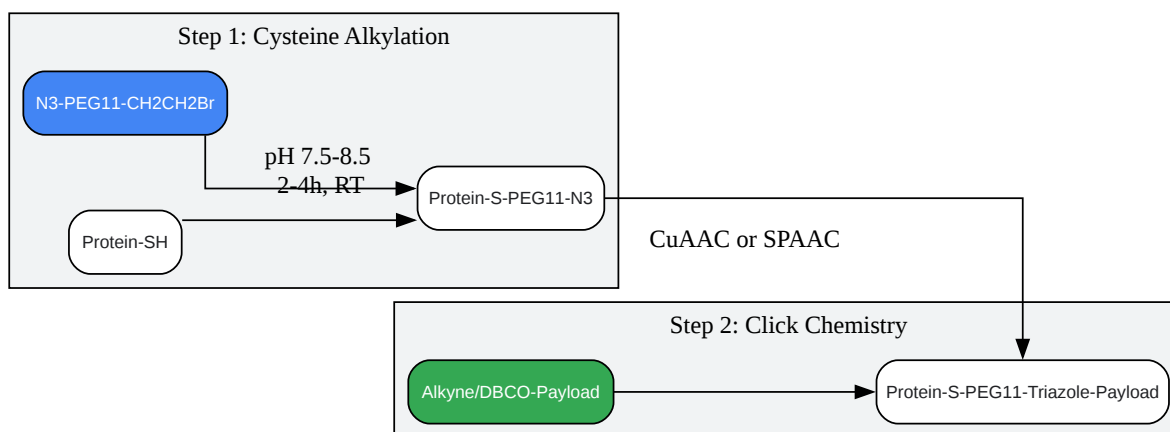 Step 1: Cysteine Alkylation
N3-PEG11-CH2CH2Br
pH 7.5-8.5
2-4h, RT
Protein-S-PEG11-N3
Protein-SH
CuAAC or SPAAC
Step 2: Click Chemistry
Alkyne/DBCO-Payload
Protein-S-PEG11-Triazole-Payload